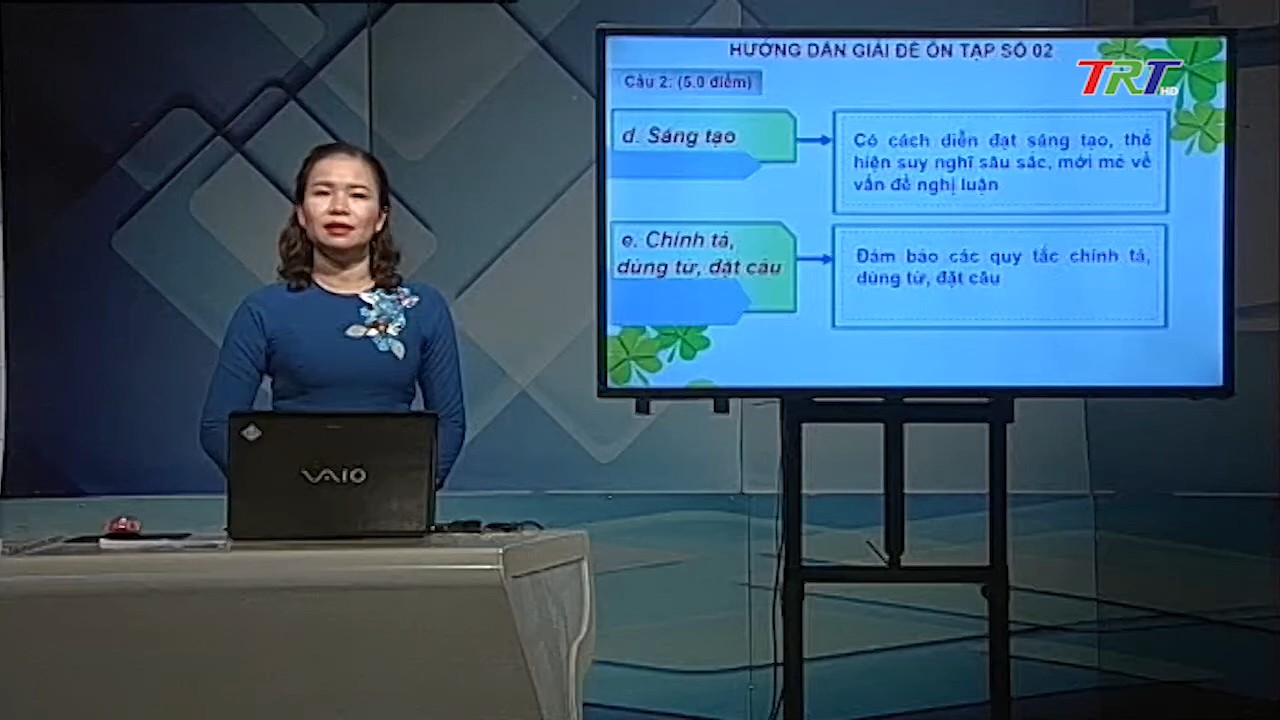 HƯỚNG DẪN GIẢI ĐỀ ÔN TẬP SỐ 02
TRT HD
Câu 2: (5.0 điểm)
d. Sáng tạo
Có cách diễn đạt sáng tạo, thể
hiện suy nghĩ sâu sắc, mới mẻ về
vấn đề nghị luận
e. Chính tả,
dùng từ, đặt câu
Đảm bảo các quy tắc chính tả,
dùng từ, đặt câu
VAIO